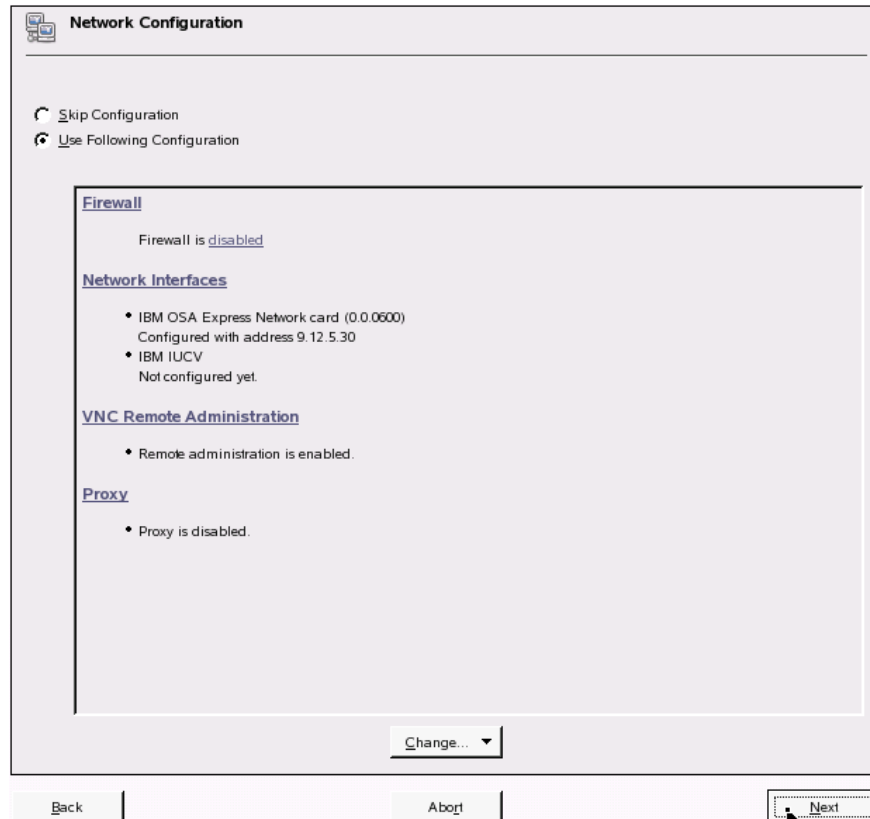 Network Configuration
Skip Configuration
Use Following Configuration
Firewall
Firewall is disabled
Network Interfaces
• IBM OSA Express Network card (0.0.0600)
Configured with address 9.12.5.30
• IBM IUCV
Not configured yet.
VNC Remote Administration
• Remote administration is enabled.
Proxy
• Proxy is disabled.
Change...
Back
Abort
Next